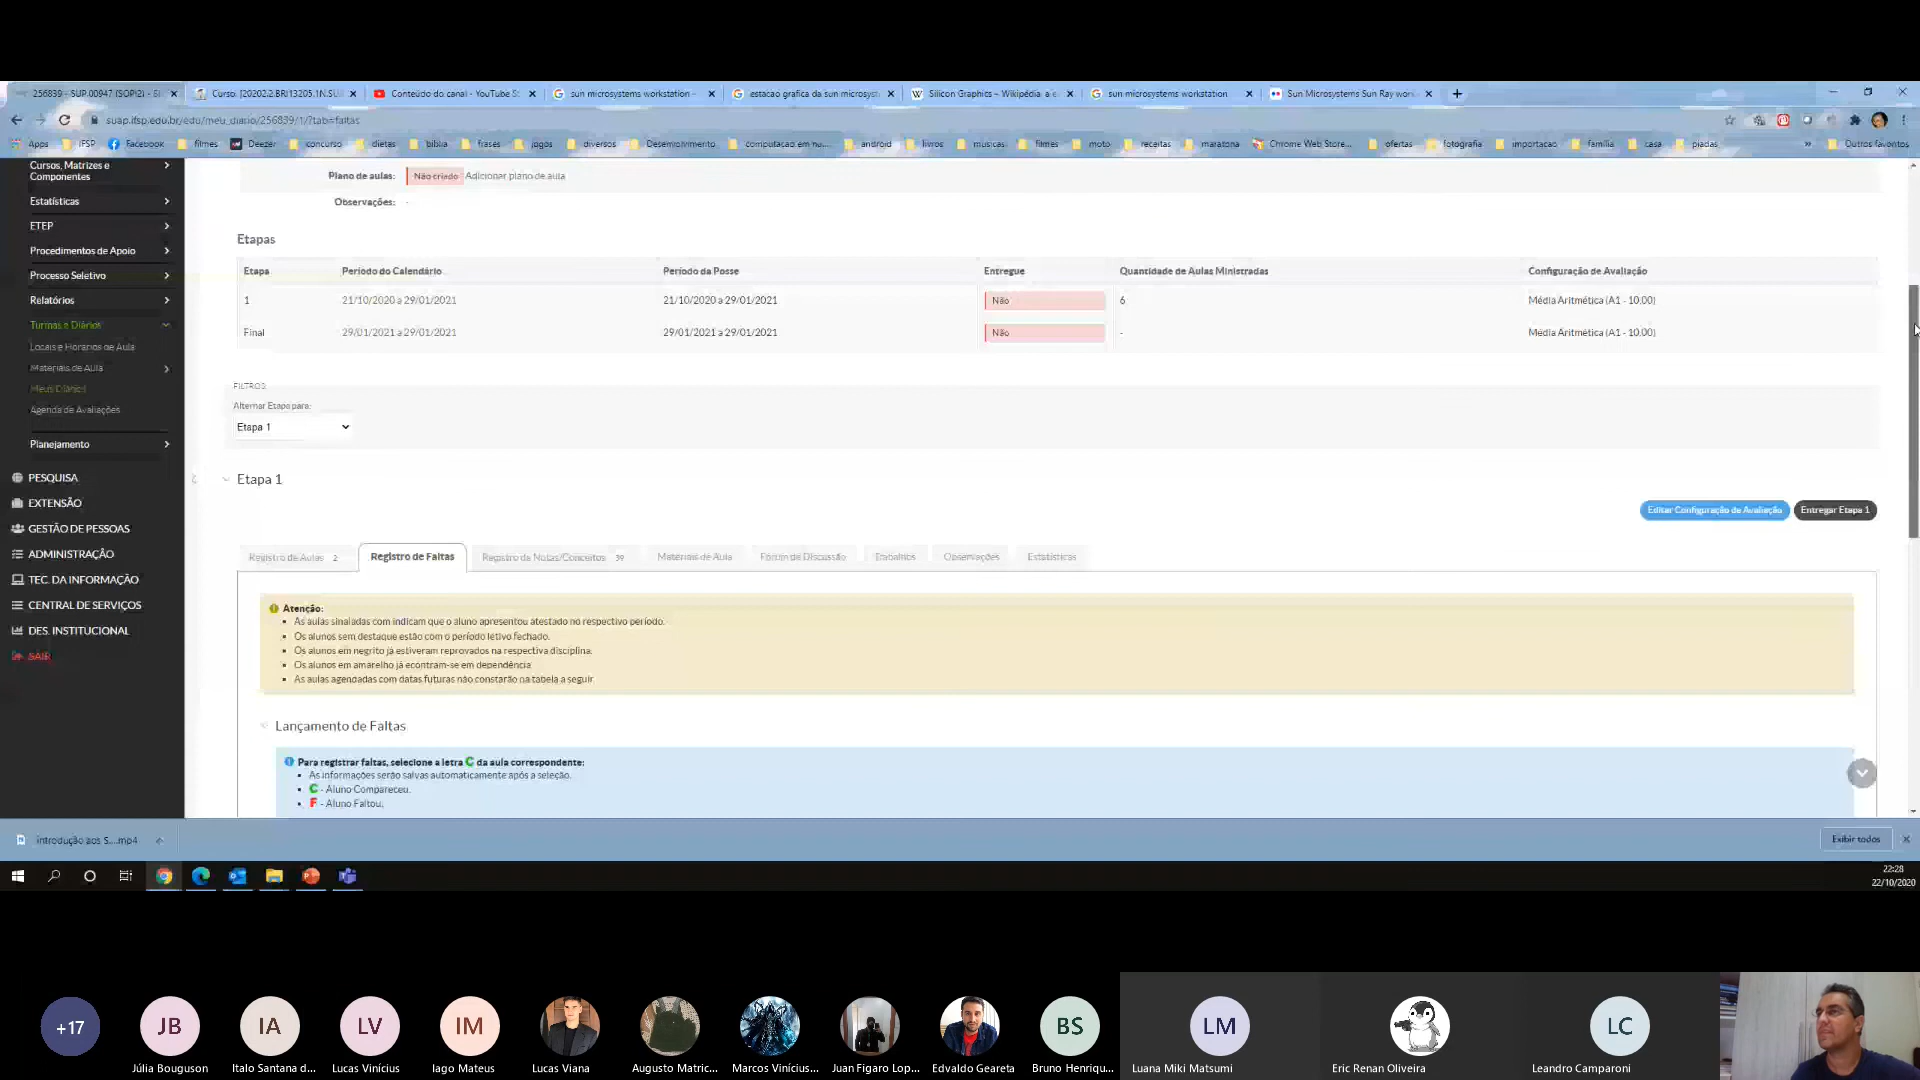 256839 - SUP.00947 (SOPI2) - S
Curso: [20202.2.BRI13205.1N.SU
Conteúdo do canal - YouTube S
sun microsystems workstation -
estacao grafica da sun microsyst
Silicon Graphics – Wikipédia, a e
sun microsystems workstation
Sun Microsystems Sun Ray work
suap.ifsp.edu.br/edu/meu_diario/256839/1/?tab=faltas
Apps
IFSP
Facebook
filmes
Deezer
concurso
dietas
biblia
frases
jogos
diversos
Desenvolvimento
computacao em nu...
android
livros
musicas
filmes
moto
receitas
maratona
Chrome Web Store...
ofertas
fotografia
importacao
familia
casa
piadas
»
Outros favoritos
Cursos, Matrizes e
Componentes
Estatísticas
ETEP
Procedimentos de Apoio
Processo Seletivo
Relatórios
Turmas e Diários
Locais e Horários de Aula
Materiais de Aula
Meus Diários
Agenda de Avaliações
Planejamento
PESQUISA
EXTENSÃO
GESTÃO DE PESSOAS
ADMINISTRAÇÃO
TEC. DA INFORMAÇÃO
CENTRAL DE SERVIÇOS
DES. INSTITUCIONAL
SAIR
Plano de aulas: Não criado Adicionar plano de aula
Observações: -
Etapas
Etapa Período do Calendário Período da Posse Entregue Quantidade de Aulas Ministradas Configuração de Avaliação
1 21/10/2020 a 29/01/2021 21/10/2020 a 29/01/2021 Não 6 Média Aritmética (A1 - 10.00)
Final 29/01/2021 a 29/01/2021 29/01/2021 a 29/01/2021 Não - Média Aritmética (A1 - 10.00)
FILTROS:
Alternar Etapa para:
Etapa 1
Etapa 1
Editar Configuração de Avaliação
Entregar Etapa 1
Registro de Aulas 2
Registro de Faltas
Registro de Notas/Conceitos 39
Materiais de Aula
Fórum de Discussão
Trabalhos
Observações
Estatísticas
Atenção:
As aulas sinaladas com indicam que o aluno apresentou atestado no respectivo período.
Os alunos sem destaque estão com o período letivo fechado.
Os alunos em negrito já estiveram reprovados na respectiva disciplina.
Os alunos em amarelho já econtram-se em dependência
As aulas agendadas com datas futuras não constarão na tabela a seguir
Lançamento de Faltas
Para registrar faltas, selecione a letra C da aula correspondente:
As informações serão salvas automaticamente após a seleção.
C - Aluno Compareceu.
F - Aluno Faltou.
introdução aos S....mp4
Exibir todos
22:28
22/10/2020
+17
JB
IA
LV
IM
BS
LM
LC
Júlia Bouguson
Italo Santana d...
Lucas Vinícius
Iago Mateus
Lucas Viana
Augusto Matric...
Marcos Vinícius...
Juan Figaro Lop...
Edvaldo Geareta
Bruno Henriqu...
Luana Miki Matsumi
Eric Renan Oliveira
Leandro Camparoni